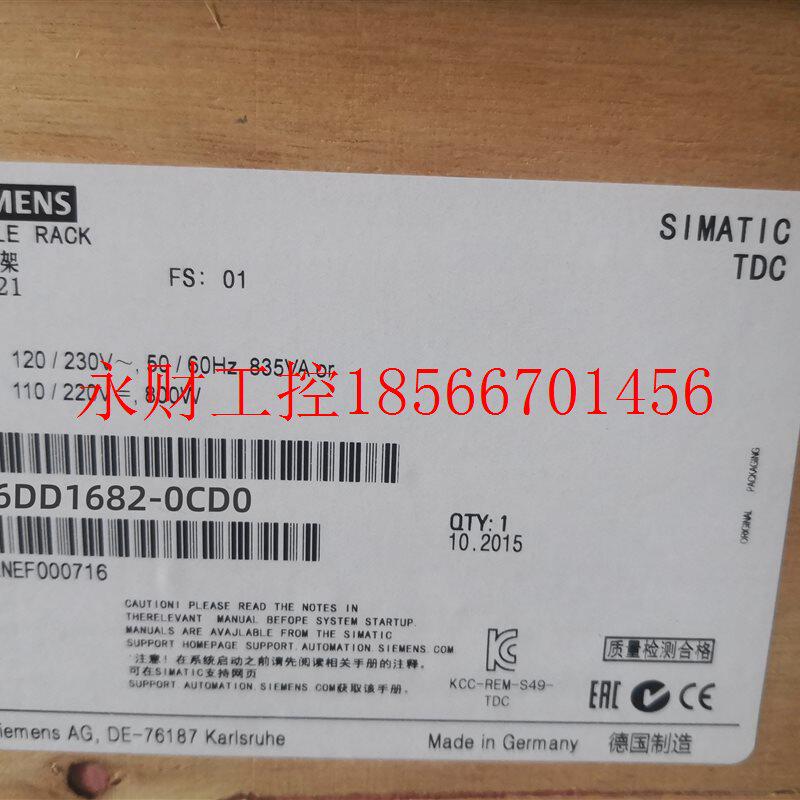 MENS
LE RACK
架
21
FS: 01
SIMATIC
TDC
120 / 230V~, 50 / 60Hz, 835VA or
110 / 220V=, 800W
永财工控18566701456
6DD1682-0CD0
NEF000716
QTY: 1
10.2015
ORIGINAL PACKAGING
CAUTION! PLEASE READ THE NOTES IN
THERELEVANT MANUAL BEFOPE SYSTEM STARTUP.
MANUALS ARE AVAJLABLE FROM THE SIMATIC
SUPPORT HOMEPAGE SUPPORT.AUTOMATION.SIEMENS.COM
注意! 在系统启动之前请先阅读相关手册的注释。
可在SIMATIC支持网页
SUPPORT.AUTOMATION.SIEMENS.COM获取该手册.
KCC-REM-S49-
TDC
质量检测合格
EAC CE
iemens AG, DE-76187 Karlsruhe
Made in Germany 德国制造